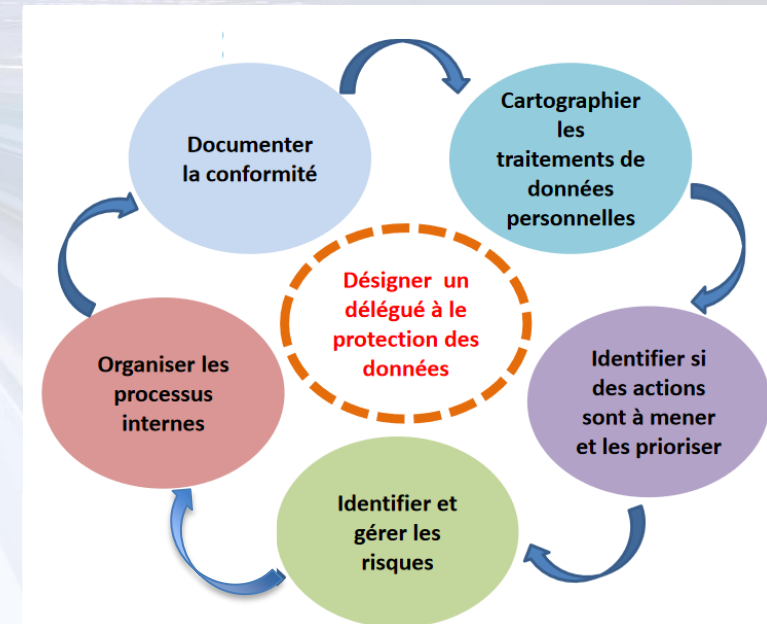 Documenter
la conformité
Cartographier
les
traitements de
données
personnelles
Désigner un
délégué à le
protection des
données
Identifier si
des actions
sont à mener
et les prioriser
Organiser les
processus
internes
Identifier et
gérer les
risques